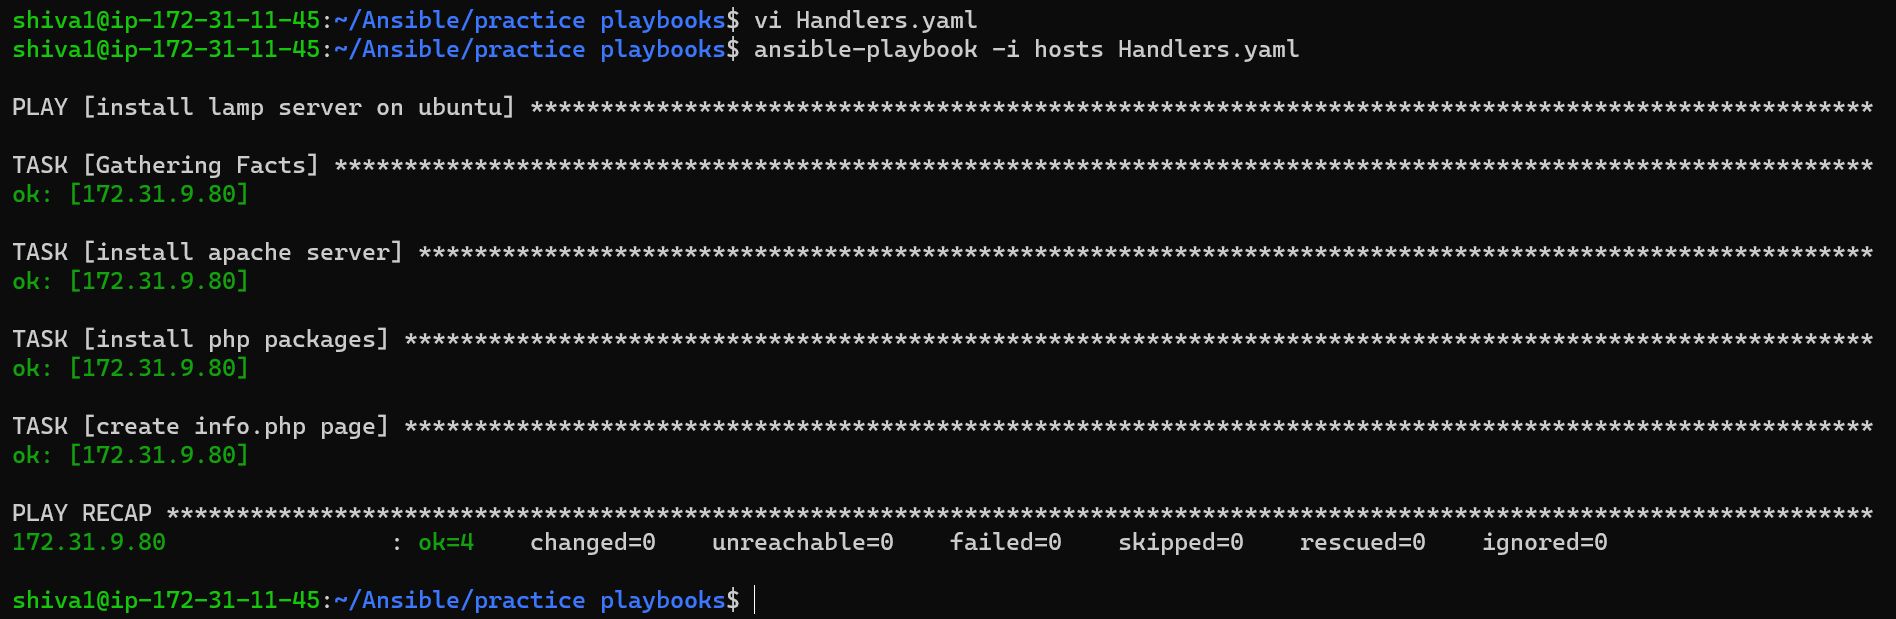 shiva1@ip-172-31-11-45:~/Ansible/practice playbooks$ vi Handlers.yaml
shiva1@ip-172-31-11-45:~/Ansible/practice playbooks$ ansible-playbook -i hosts Handlers.yaml
PLAY [install lamp server on ubuntu] ************************************************************************************************
TASK [Gathering Facts] **************************************************************************************************************
ok: [172.31.9.80]
TASK [install apache server] ********************************************************************************************************
ok: [172.31.9.80]
TASK [install php packages] *********************************************************************************************************
ok: [172.31.9.80]
TASK [create info.php page] *********************************************************************************************************
ok: [172.31.9.80]
PLAY RECAP **************************************************************************************************************************
172.31.9.80                : ok=4    changed=0    unreachable=0    failed=0    skipped=0    rescued=0    ignored=0
shiva1@ip-172-31-11-45:~/Ansible/practice playbooks$